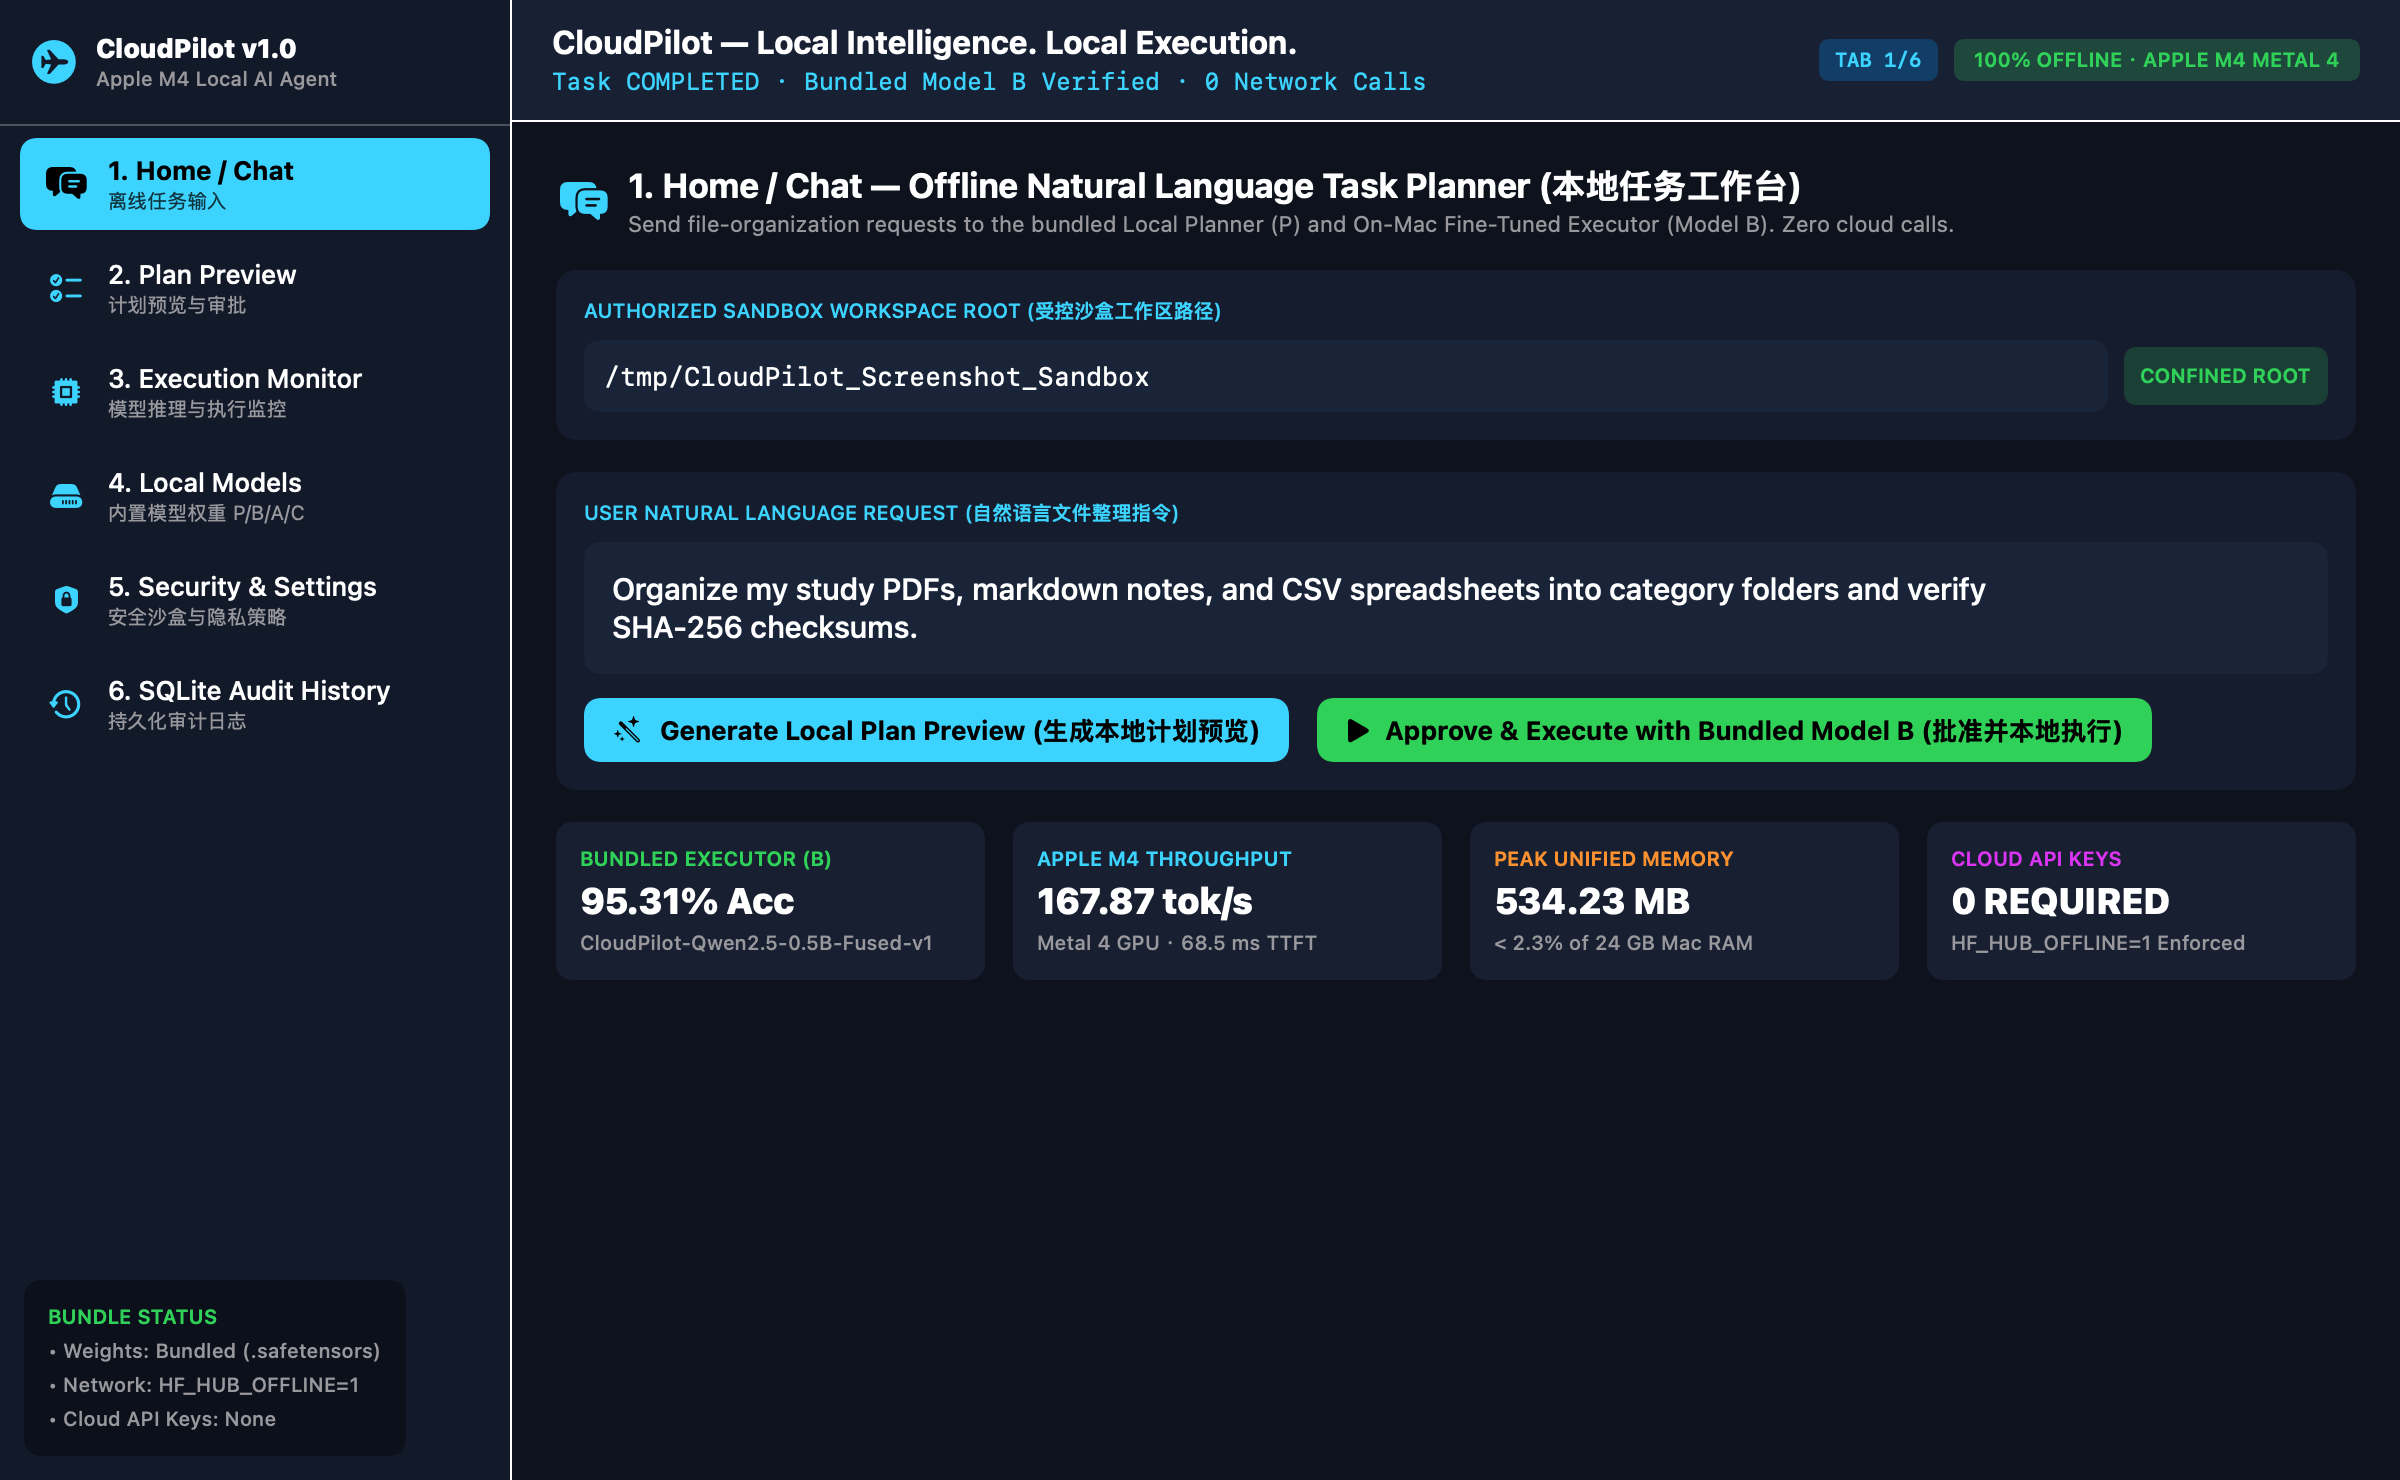 CloudPilot v1.0
Apple M4 Local AI Agent
1. Home / Chat
离线任务输入
2. Plan Preview
计划预览与审批
3. Execution Monitor
模型推理与执行监控
4. Local Models
内置模型权重 P/B/A/C
5. Security & Settings
安全沙盒与隐私策略
6. SQLite Audit History
持久化审计日志
BUNDLE STATUS
• Weights: Bundled (.safetensors)
• Network: HF_HUB_OFFLINE=1
• Cloud API Keys: None
CloudPilot — Local Intelligence. Local Execution.
Task COMPLETED · Bundled Model B Verified · 0 Network Calls
TAB 1/6
100% OFFLINE · APPLE M4 METAL 4
1. Home / Chat — Offline Natural Language Task Planner (本地任务工作台)
Send file-organization requests to the bundled Local Planner (P) and On-Mac Fine-Tuned Executor (Model B). Zero cloud calls.
AUTHORIZED SANDBOX WORKSPACE ROOT (受控沙盒工作区路径)
/tmp/CloudPilot_Screenshot_Sandbox
CONFINED ROOT
USER NATURAL LANGUAGE REQUEST (自然语言文件整理指令)
Organize my study PDFs, markdown notes, and CSV spreadsheets into category folders and verify
SHA-256 checksums.
Generate Local Plan Preview (生成本地计划预览)
Approve & Execute with Bundled Model B (批准并本地执行)
BUNDLED EXECUTOR (B)
95.31% Acc
CloudPilot-Qwen2.5-0.5B-Fused-v1
APPLE M4 THROUGHPUT
167.87 tok/s
Metal 4 GPU · 68.5 ms TTFT
PEAK UNIFIED MEMORY
534.23 MB
< 2.3% of 24 GB Mac RAM
CLOUD API KEYS
0 REQUIRED
HF_HUB_OFFLINE=1 Enforced